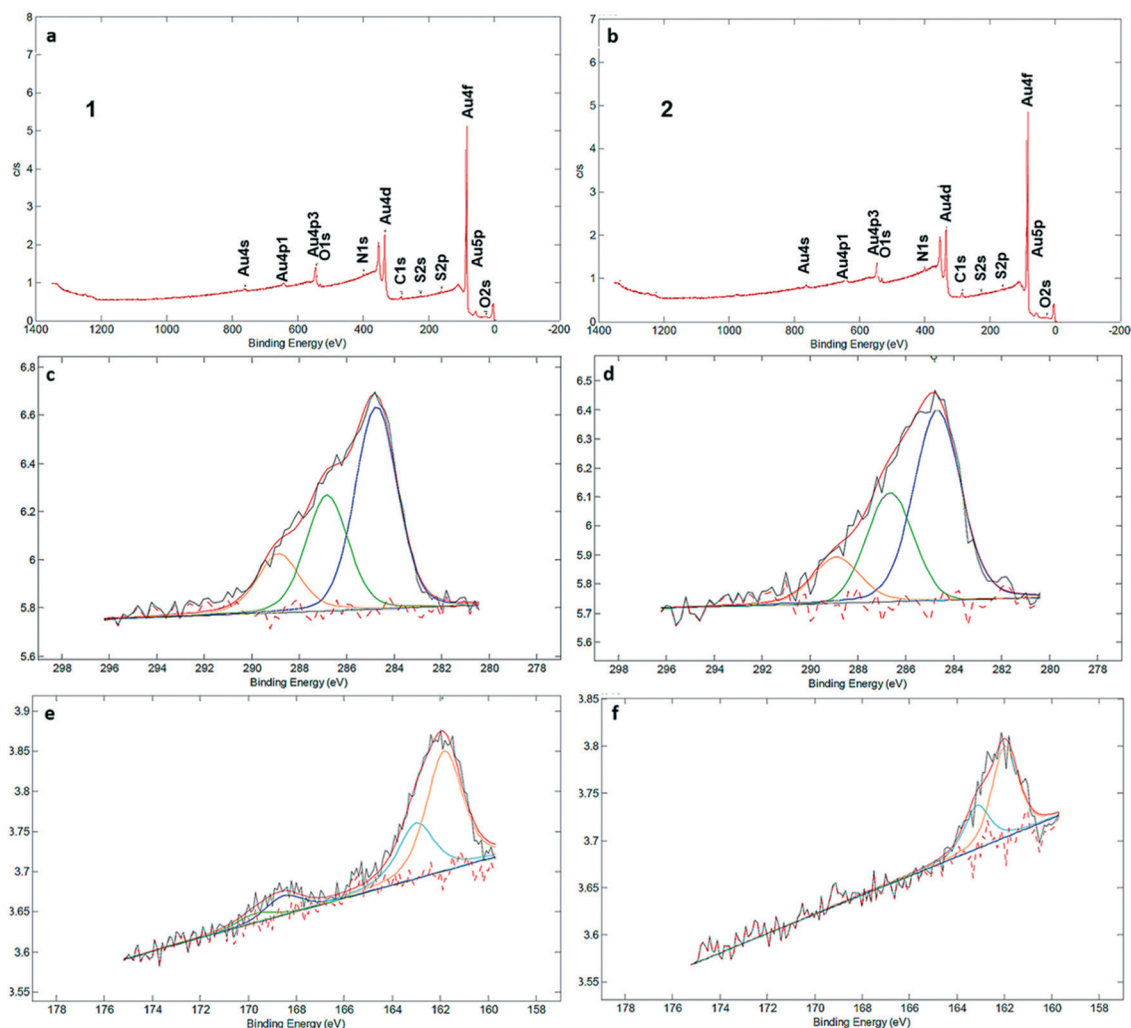 a
1
8
7
6
5
4
3
2
1
0
c/s
Au4s
Au4p1
Au4p3
O1s
N1s
Au4d
C1s
S2s
S2p
Au4f
Au5p
O2s
1400 1200 1000 800 600 400 200 0 -200
Binding Energy (eV)
b
2
7
6
5
4
3
2
1
0
c/s
Au4s
Au4p1
Au4p3
O1s
N1s
Au4d
C1s
S2s
S2p
Au4f
Au5p
O2s
1400 1200 1000 800 600 400 200 0 -200
Binding Energy (eV)
c
6.8
6.6
6.4
6.2
6
5.8
5.6
298 296 294 292 290 288 286 284 282 280 278
Binding Energy (eV)
d
6.5
6.4
6.3
6.2
6.1
6
5.9
5.8
5.7
5.6
298 296 294 292 290 288 286 284 282 280 278
Binding Energy (eV)
e
3.9
3.85
3.8
3.75
3.7
3.65
3.6
3.55
178 176 174 172 170 168 166 164 162 160 158
Binding Energy (eV)
f
3.85
3.8
3.75
3.7
3.65
3.6
3.55
178 176 174 172 170 168 166 164 162 160 158
Binding Energy (eV)